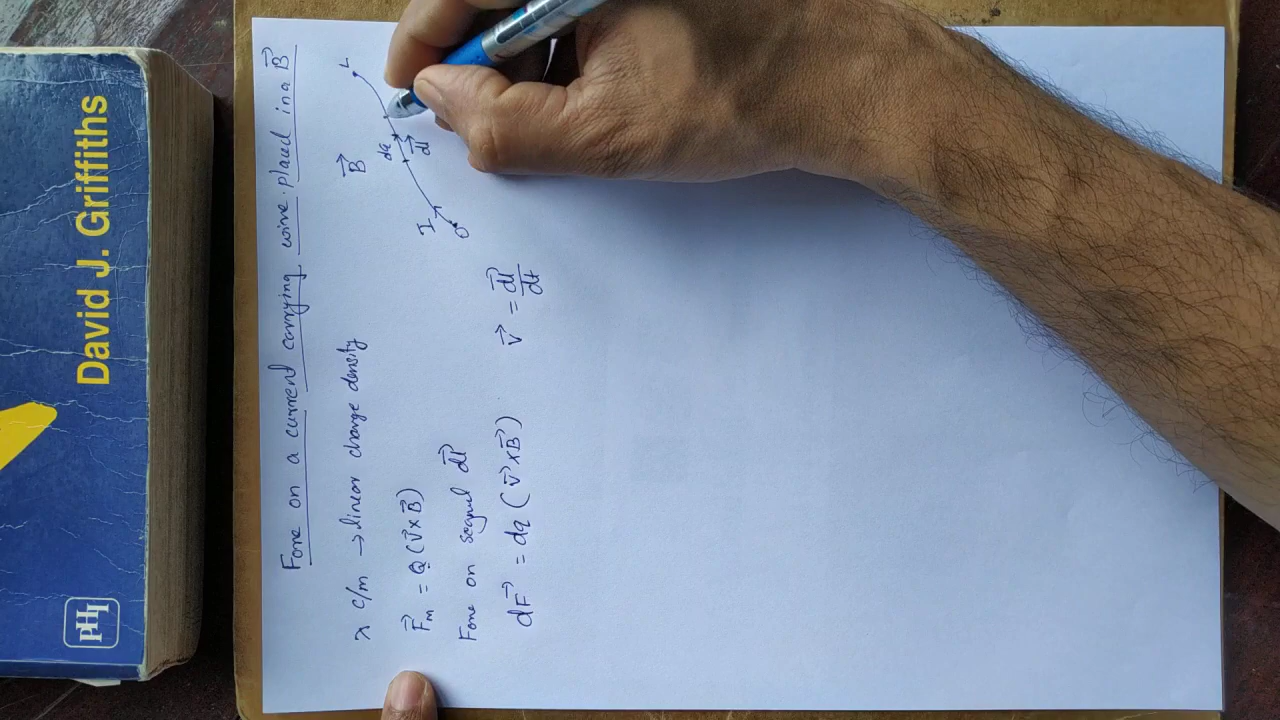 David J. Griffiths
PHI
Force on a current carrying wire placed in a B⃗
λ C/m → linear charge density
F⃗m = Q (v⃗ × B⃗)
Force on segmet dl⃗
dF⃗ = dq (v⃗ × B⃗)
v⃗ = dl⃗/dt
B⃗
I
O
dq
dl⃗
L